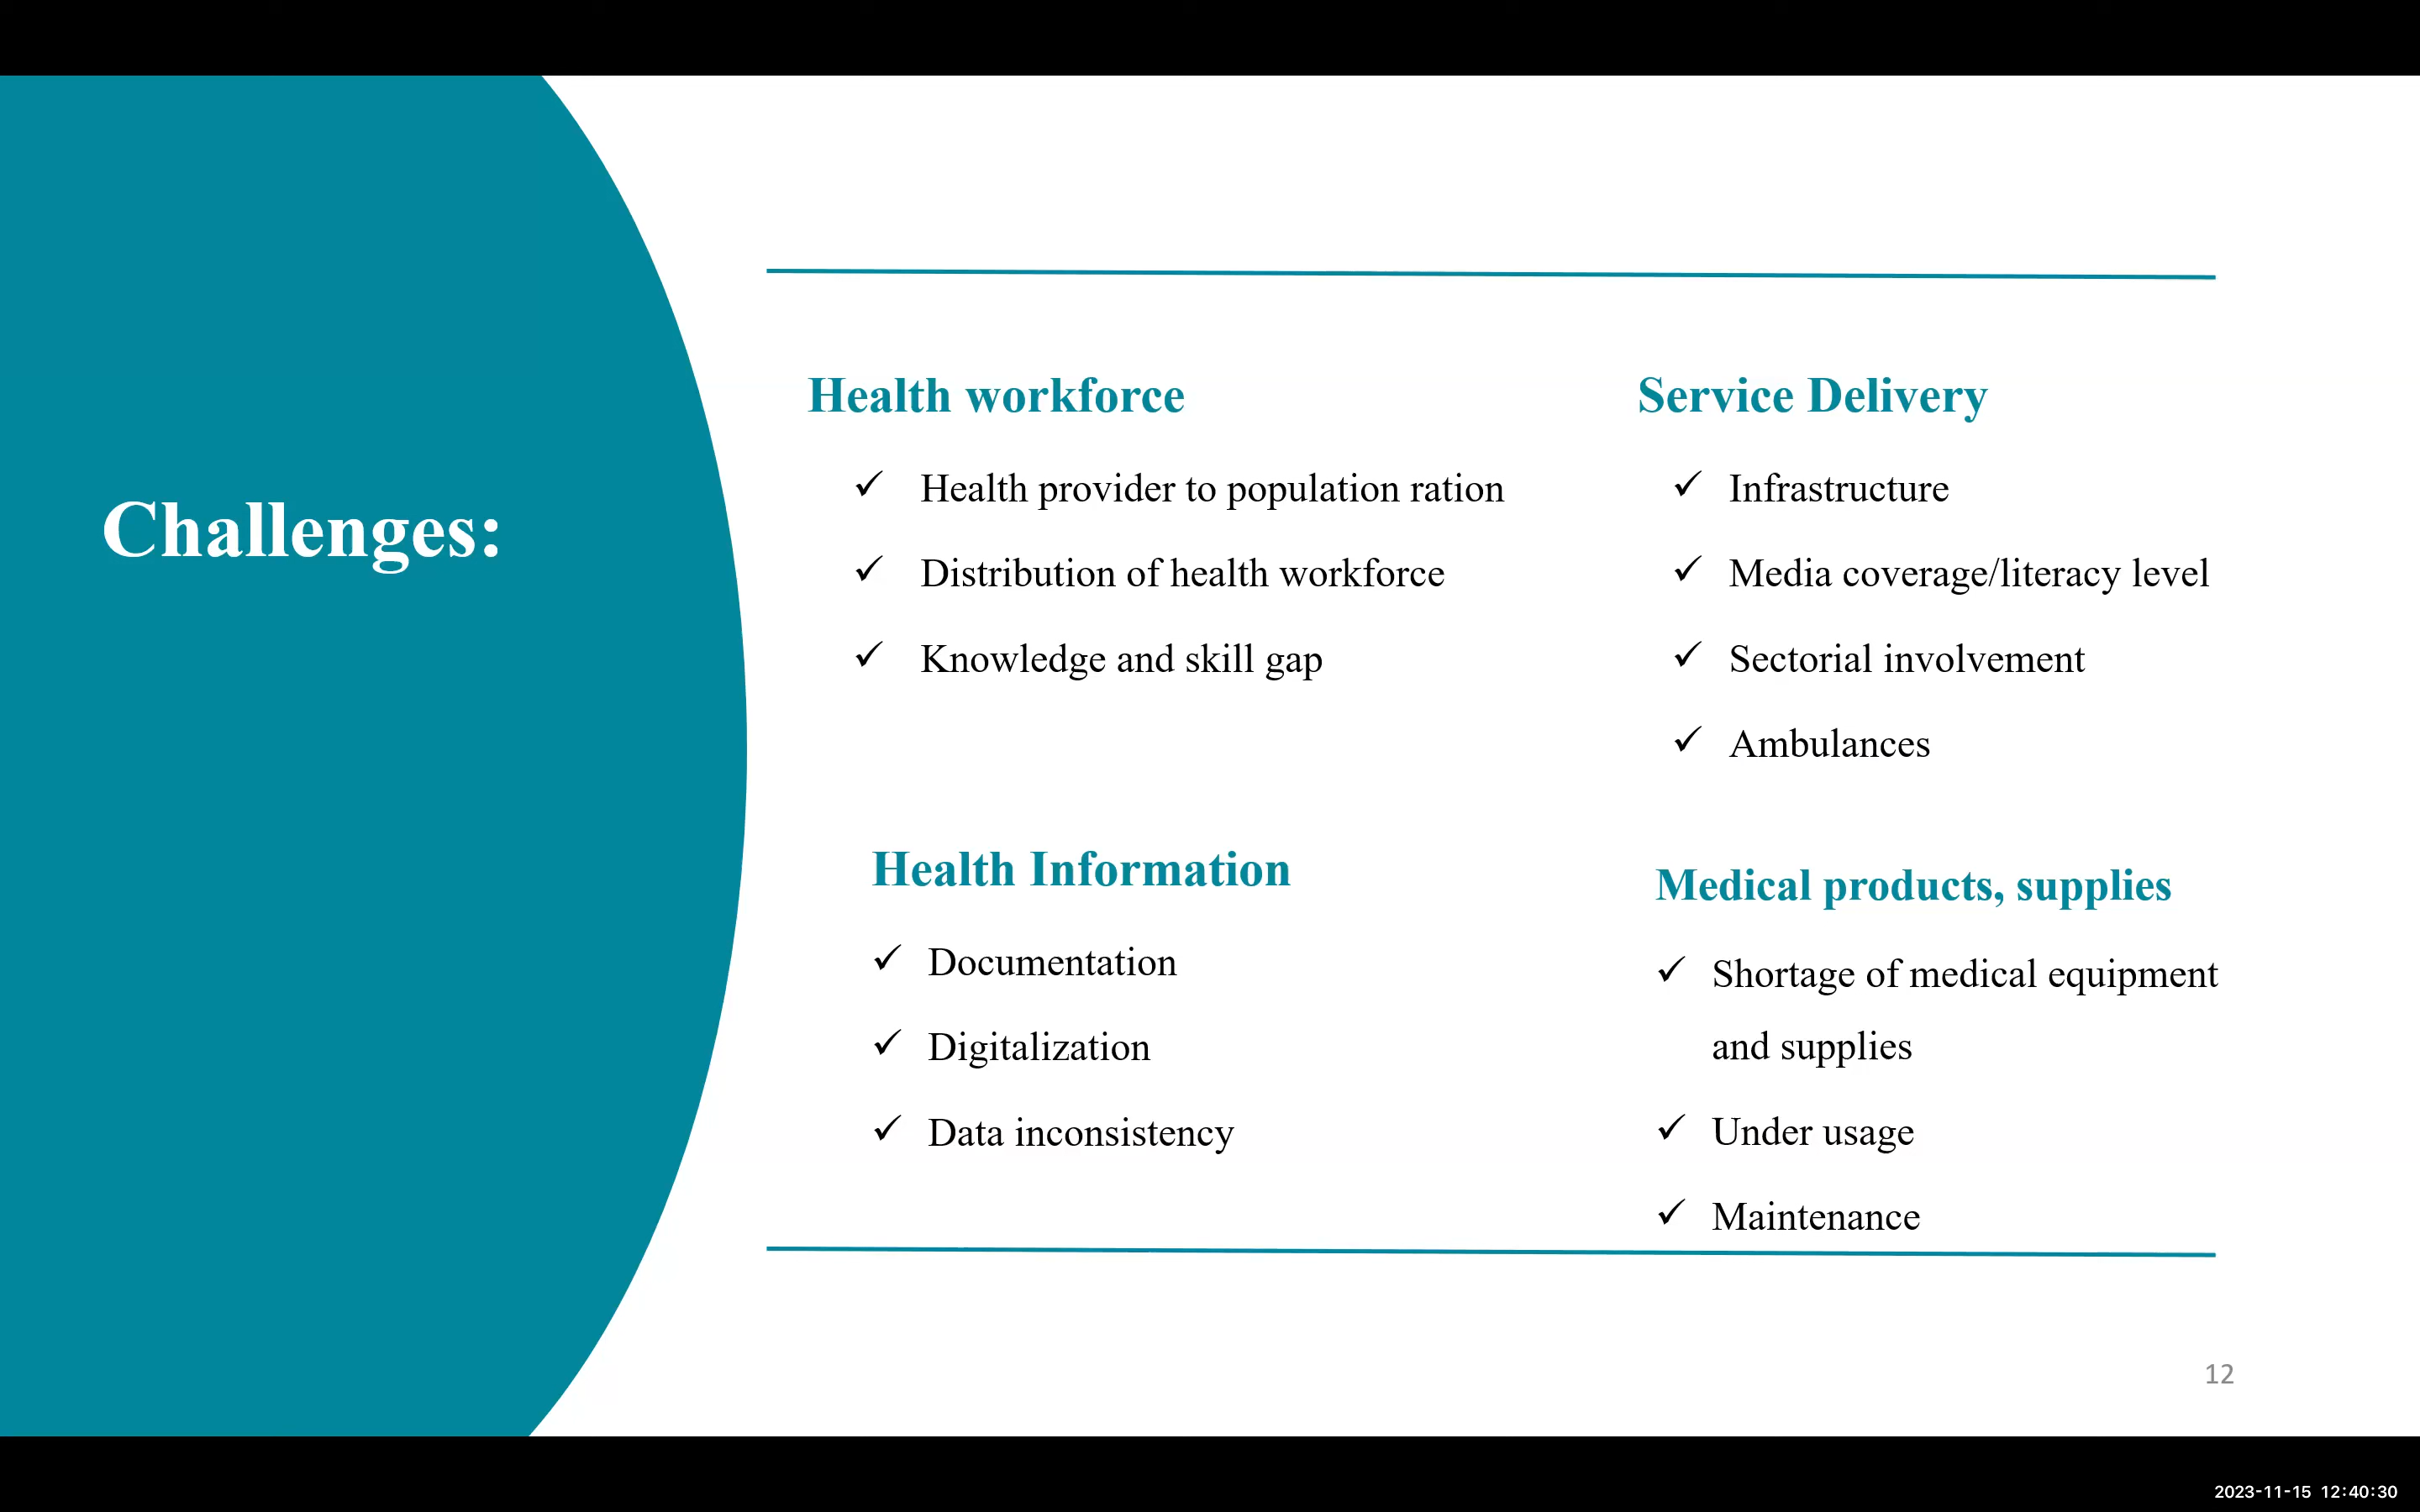 Challenges:
Health workforce
Health provider to population ration
Distribution of health workforce
Knowledge and skill gap
Service Delivery
Infrastructure
Media coverage/literacy level
Sectorial involvement
Ambulances
Health Information
Documentation
Digitalization
Data inconsistency
Medical products, supplies
Shortage of medical equipment
and supplies
Under usage
Maintenance
12
2023-11-15 12:40:30